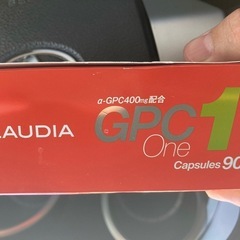 α-GPC400mg配合
LAUDIA GPC 1
One
Capsules 90